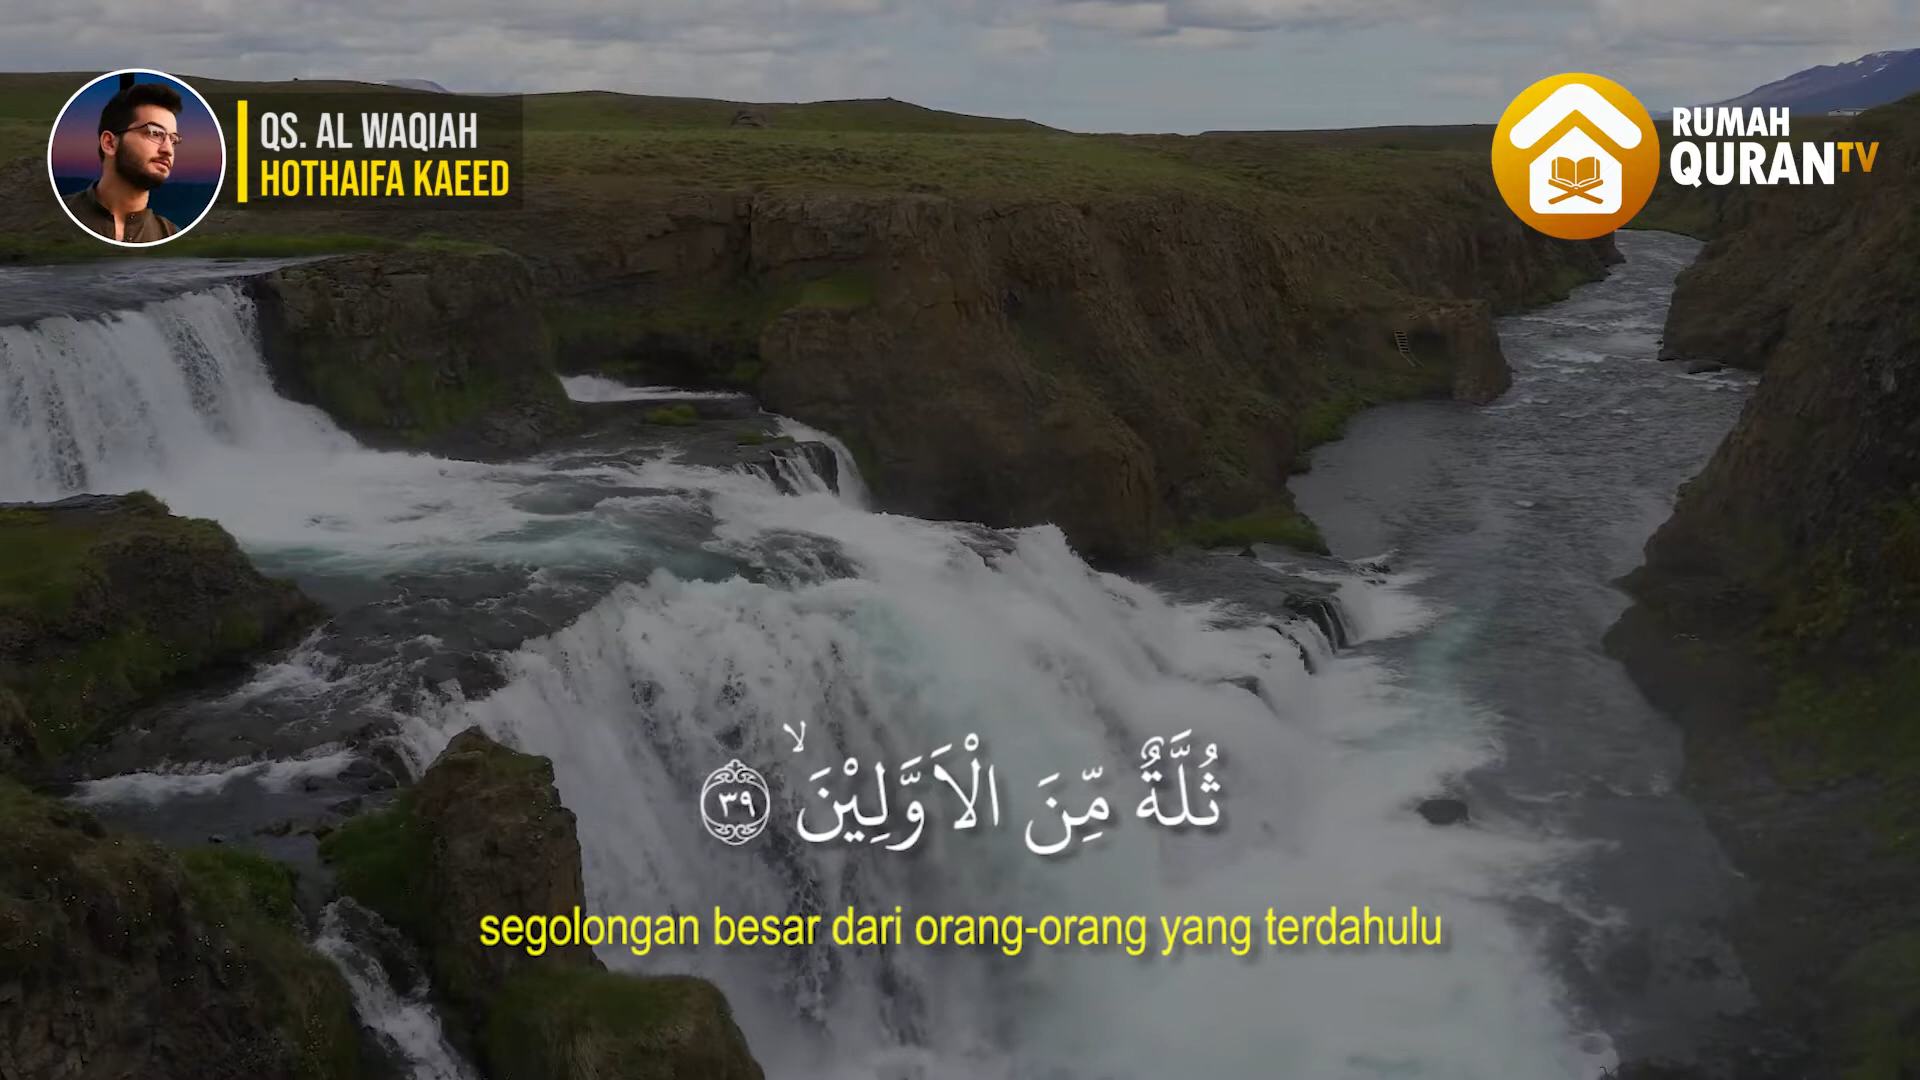 QS. AL WAQIAH
HOTHAIFA KAEED
RUMAH
QURANTV
ثُلَّةٌ مِّنَ الْاَوَّلِيْنَۙ ٣٩
segolongan besar dari orang-orang yang terdahulu